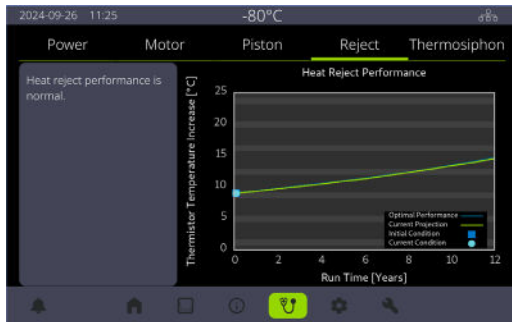 2024-09-26 11:25
-80°C
Power
Motor
Piston
Reject
Thermosiphon
Heat reject performance is
normal.
Heat Reject Performance
Thermistor Temperature Increase [°C]
25
20
15
10
5
0
Optimal Performance
Current Projection
Initial Condition
Current Condition
0 2 4 6 8 10 12
Run Time [Years]